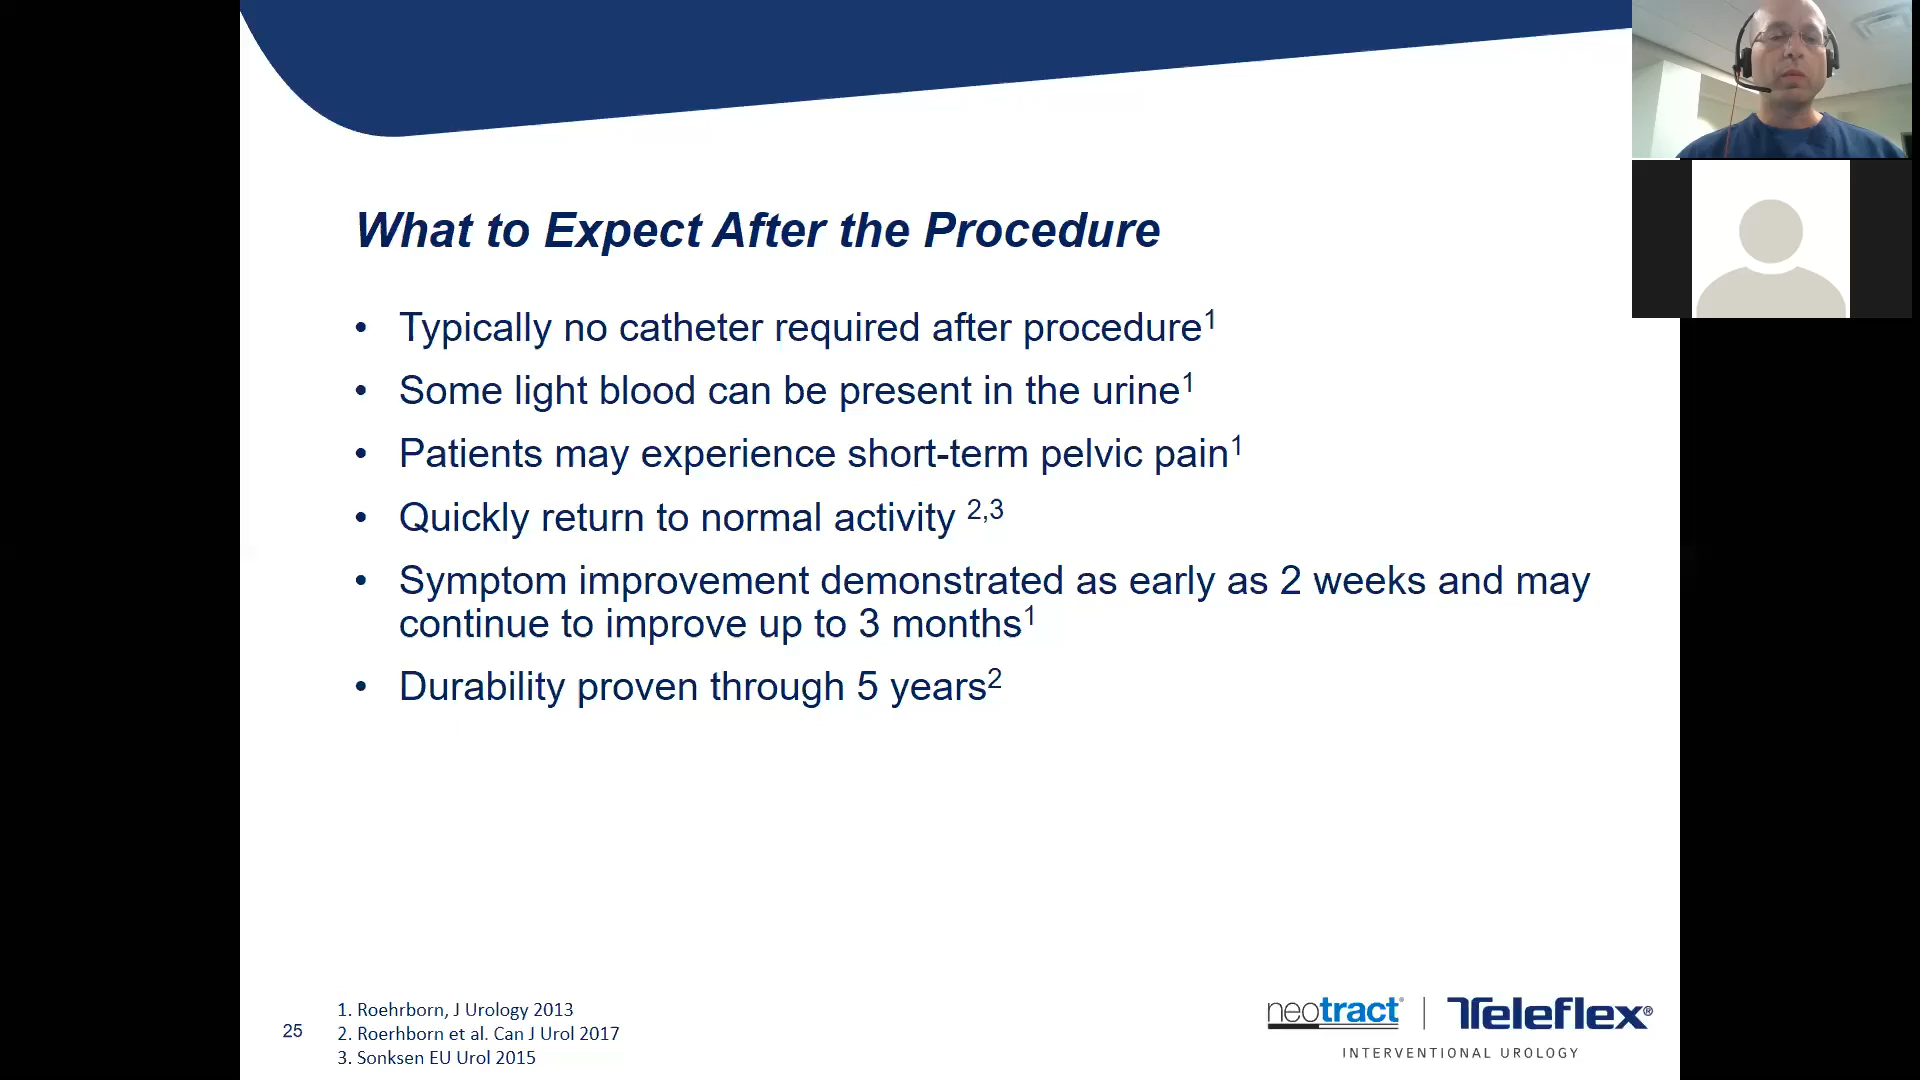 What to Expect After the Procedure
• Typically no catheter required after procedure¹
• Some light blood can be present in the urine¹
• Patients may experience short-term pelvic pain¹
• Quickly return to normal activity ²,³
• Symptom improvement demonstrated as early as 2 weeks and may
continue to improve up to 3 months¹
• Durability proven through 5 years²
1. Roehrborn, J Urology 2013
25
2. Roerhborn et al. Can J Urol 2017
3. Sonksen EU Urol 2015
neotract® | Teleflex®
INTERVENTIONAL UROLOGY